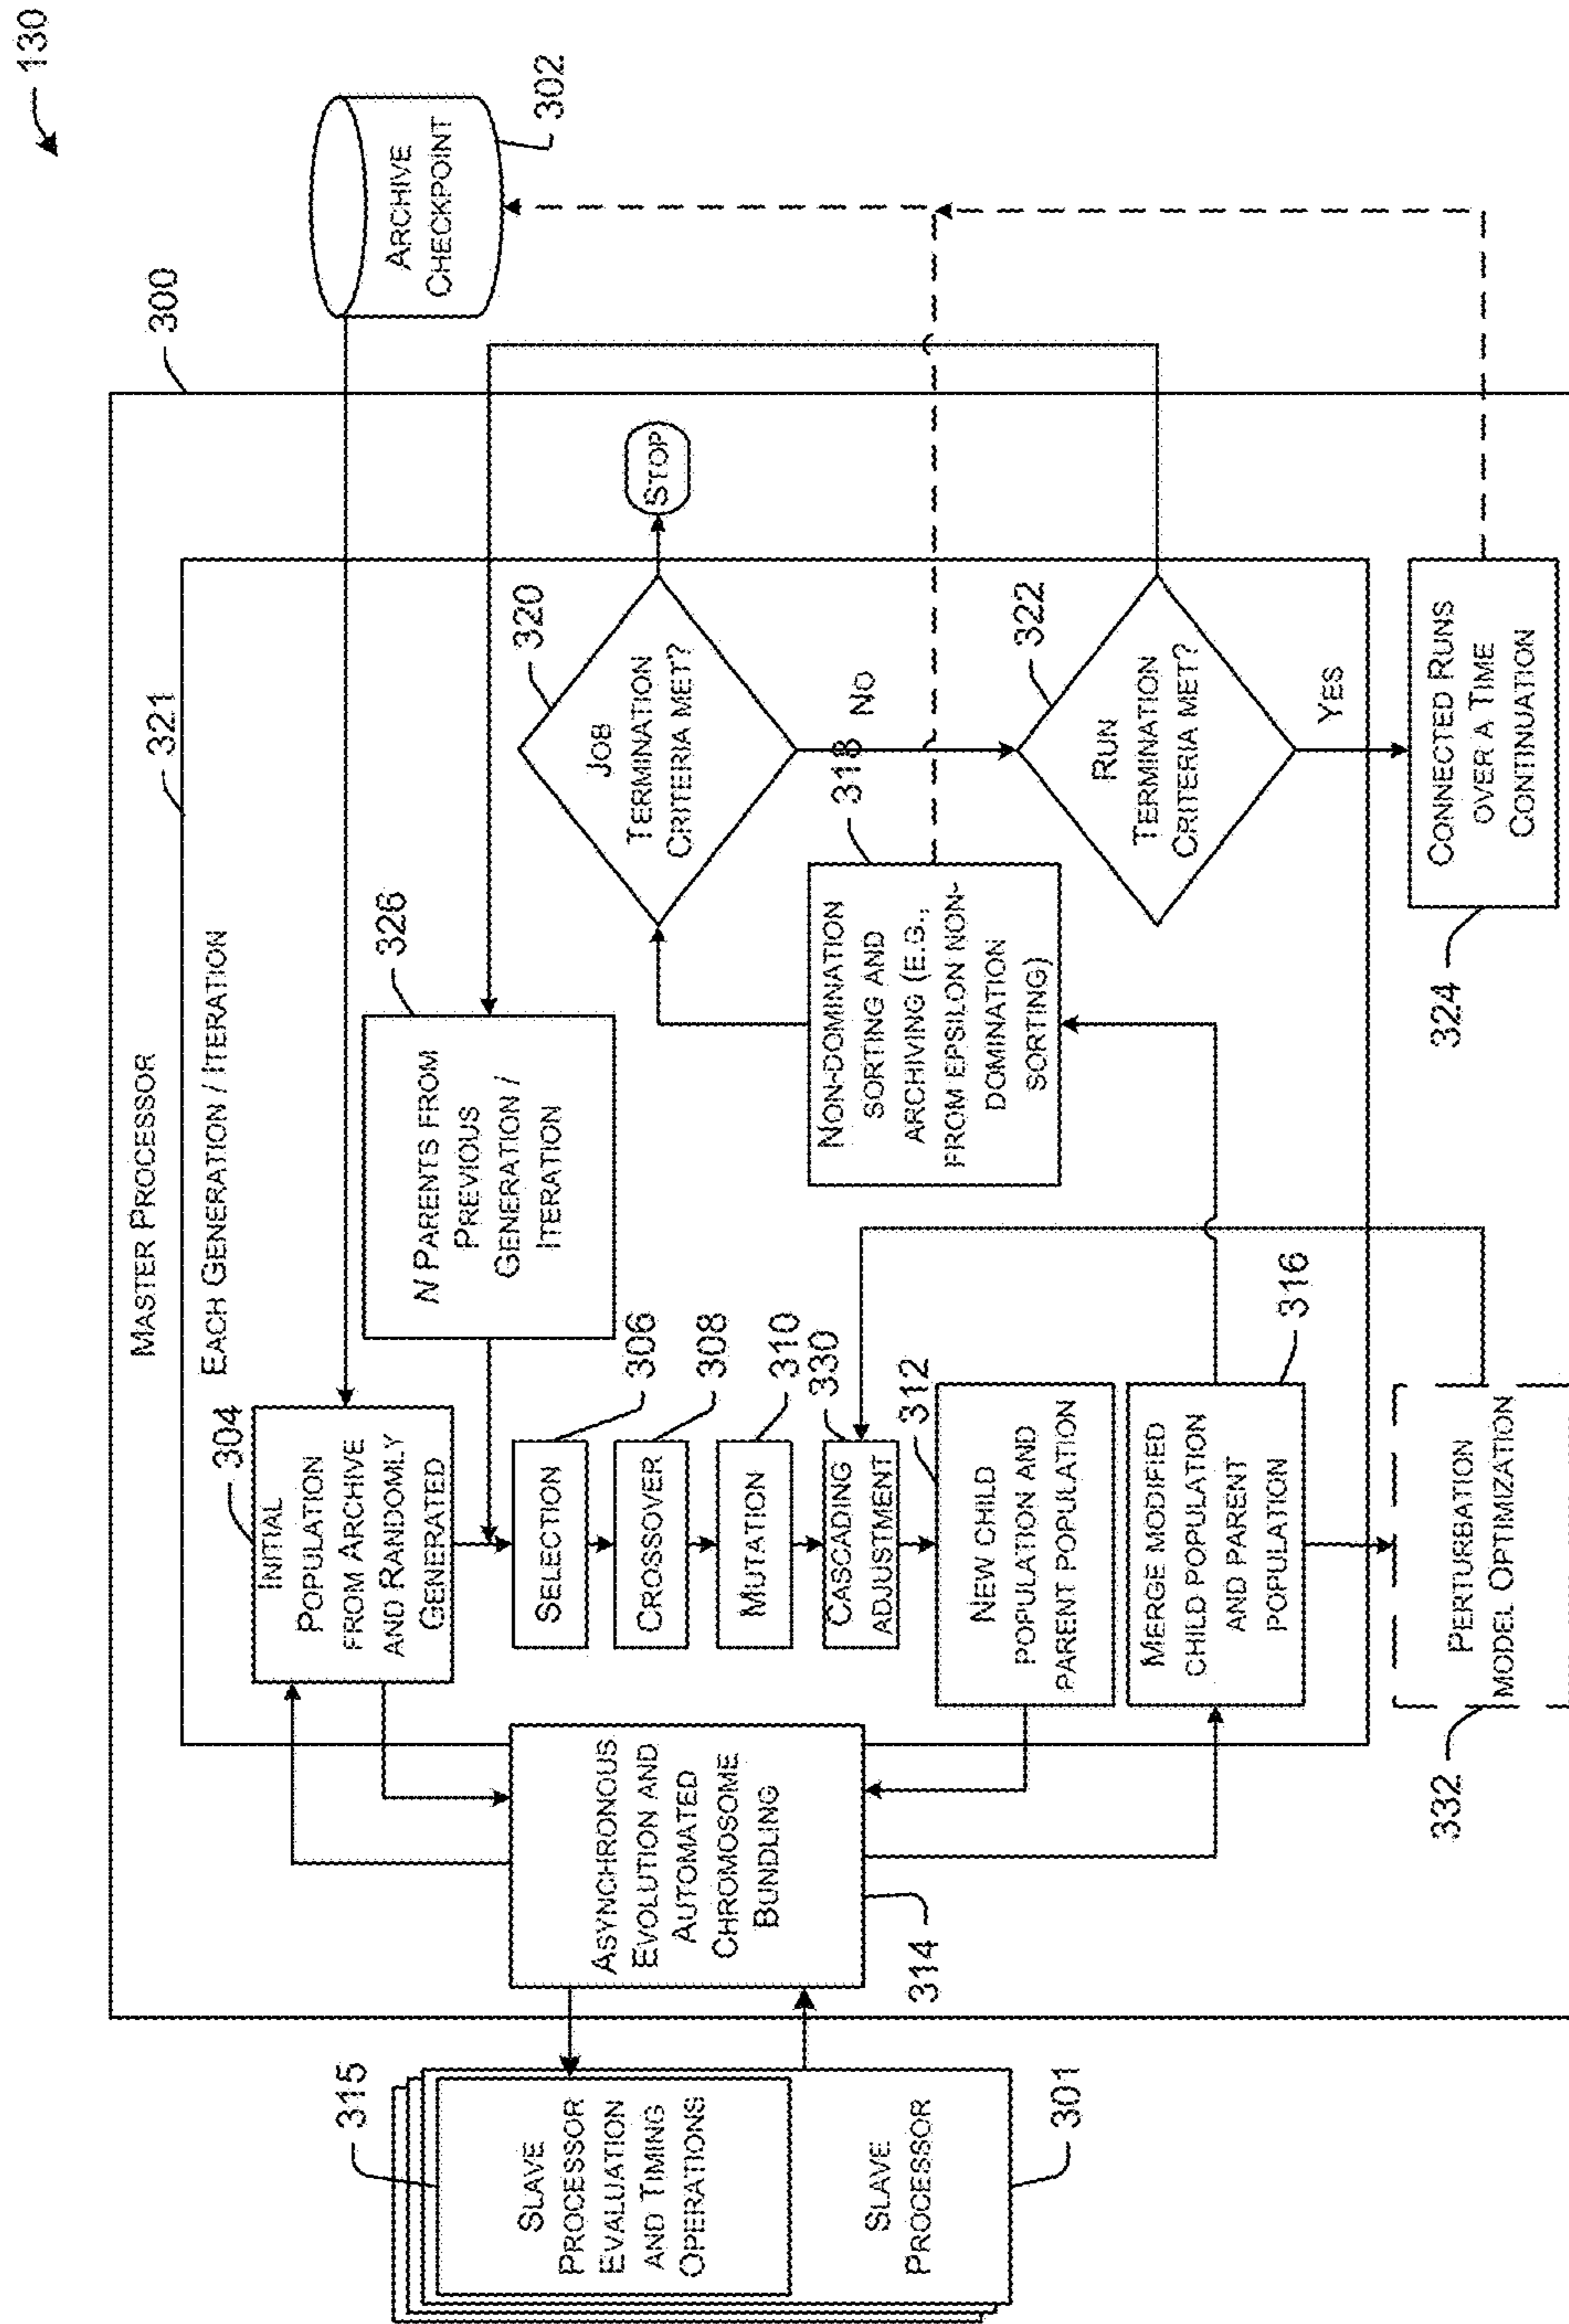 130
300
321
MASTER PROCESSOR
EACH GENERATION / ITERATION
ARCHIVE
CHECKPOINT
302
304
INITIAL
POPULATION
FROM ARCHIVE
AND RANDOMLY
GENERATED
N PARENTS FROM
PREVIOUS
GENERATION /
ITERATION
326
SELECTION
306
CROSSOVER
308
MUTATION
310
CASCADING
ADJUSTMENT
330
NEW CHILD
POPULATION AND
PARENT POPULATION
312
MERGE MODIFIED
CHILD POPULATION
AND PARENT
POPULATION
316
PERTURBATION
MODEL OPTIMIZATION
332
ASYNCHRONOUS
EVOLUTION AND
AUTOMATED
CHROMOSOME
BUNDLING
314
SLAVE
PROCESSOR
EVALUATION
AND TIMING
OPERATIONS
315
SLAVE
PROCESSOR
301
NON-DOMINATION
SORTING AND
ARCHIVING (E.G.,
FROM EPSILON NON-
DOMINATION
SORTING)
318
JOB
TERMINATION
CRITERIA MET?
320
STOP
NO
RUN
TERMINATION
CRITERIA MET?
322
YES
CONNECTED RUNS
OVER A TIME
CONTINUATION
324